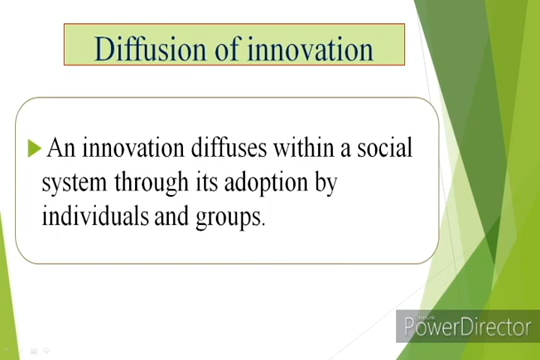 Diffusion of innovation
An innovation diffuses within a social
system through its adoption by
individuals and groups.
PowerDirector